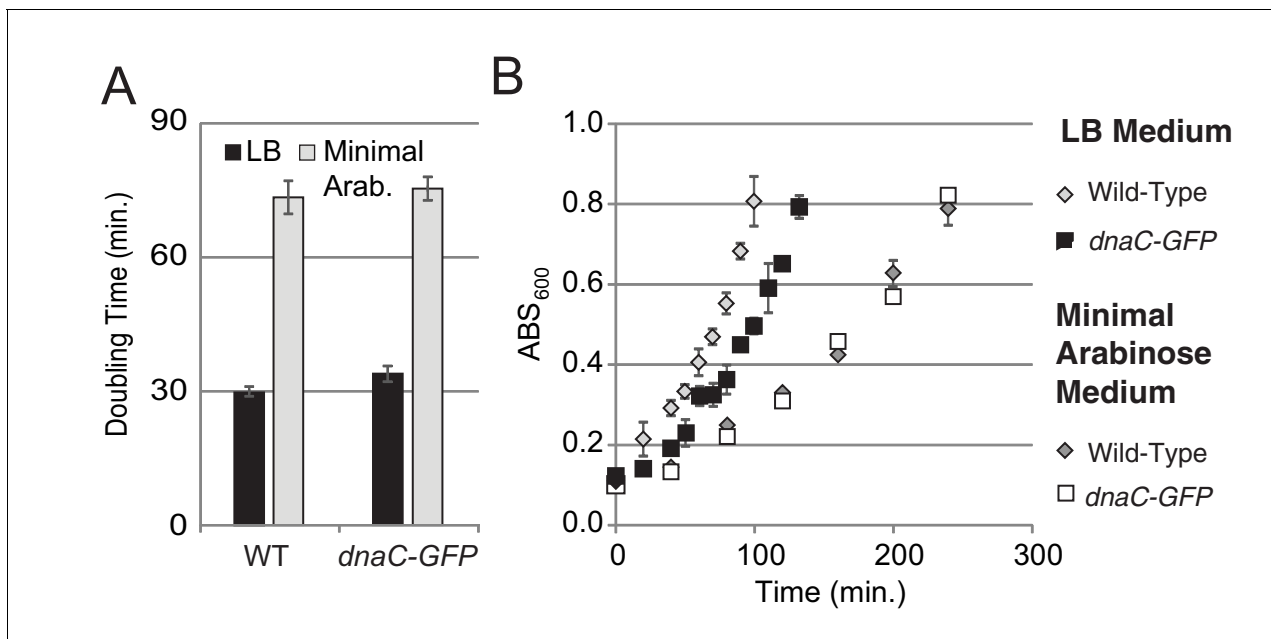 A
90
60
30
0
Doubling Time (min.)
LB
Minimal
Arab.
WT
dnaC-GFP
B
1.0
0.8
0.6
0.4
0.2
0.0
ABS600
0
100
200
300
Time (min.)
LB Medium
Wild-Type
dnaC-GFP
Minimal
Arabinose
Medium
Wild-Type
dnaC-GFP